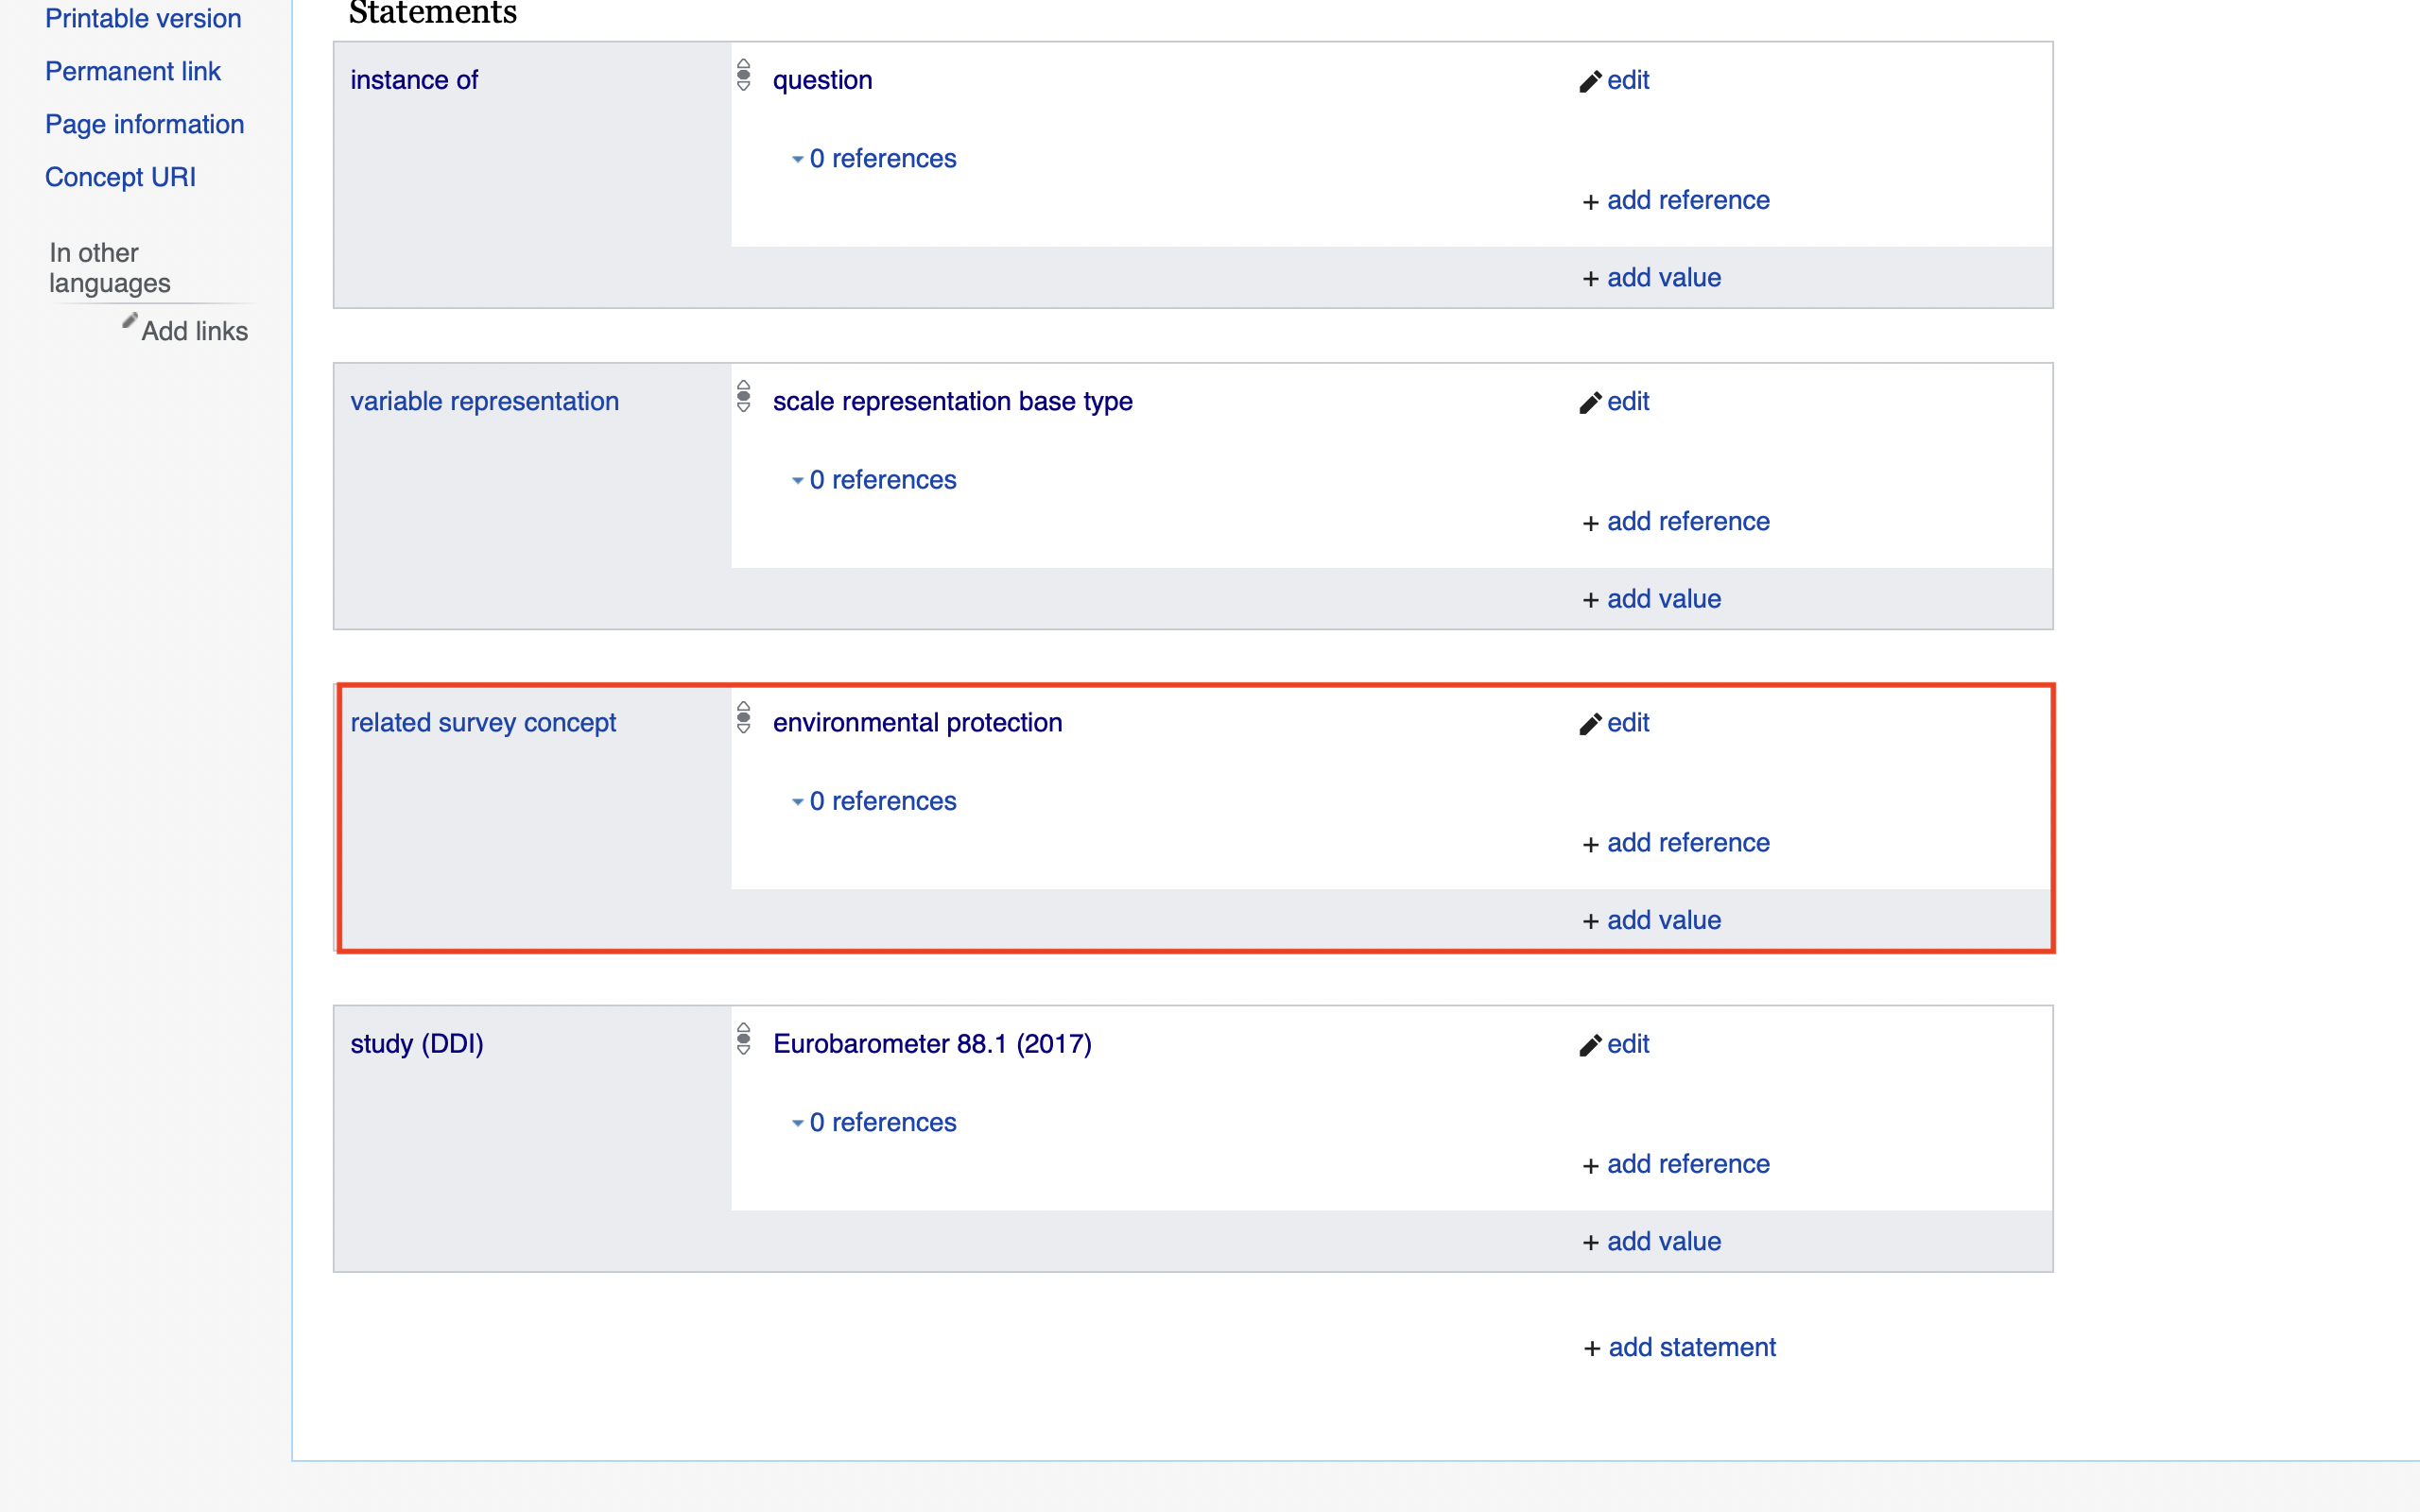 Printable version
Permanent link
Page information
Concept URI
In other
languages
Add links
Statements
instance of
question
edit
0 references
+ add reference
+ add value
variable representation
scale representation base type
edit
0 references
+ add reference
+ add value
related survey concept
environmental protection
edit
0 references
+ add reference
+ add value
study (DDI)
Eurobarometer 88.1 (2017)
edit
0 references
+ add reference
+ add value
+ add statement